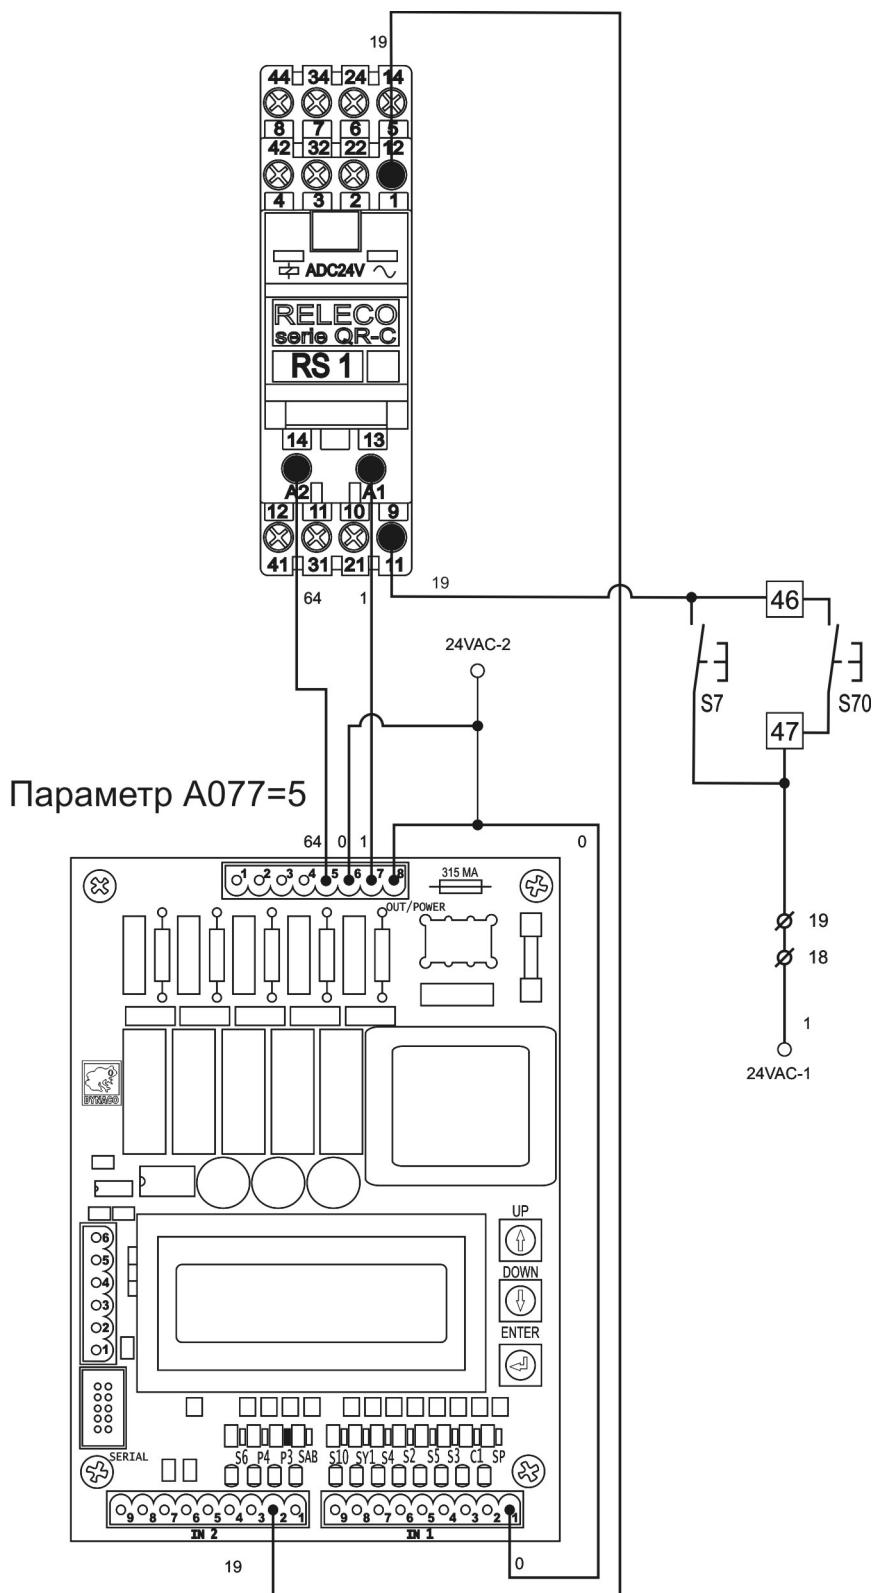 19
44 34 24 14
8 7 6 5
42 32 22 12
4 3 2 1
ADC24V
RELECO
serie QR-C
RS 1
14 13
A2 A1
12 11 10 9
41 31 21 11
64 1 19
46
24VAC-2
S7 S70
47
Параметр A077=5
64 0 1 0
1 2 3 4 5 6 7 8
315 MA
OUT/POWER
19
18
1
24VAC-1
DYNACO
UP
6
5
4
3
2
1
DOWN
ENTER
SERIAL
S6 P4 P3 SAB S10 SY1 S4 S2 S5 S3 C1 SP
9 8 7 6 5 4 3 2 1 9 8 7 6 5 4 3 2 1
IN 2 IN 1
19 0